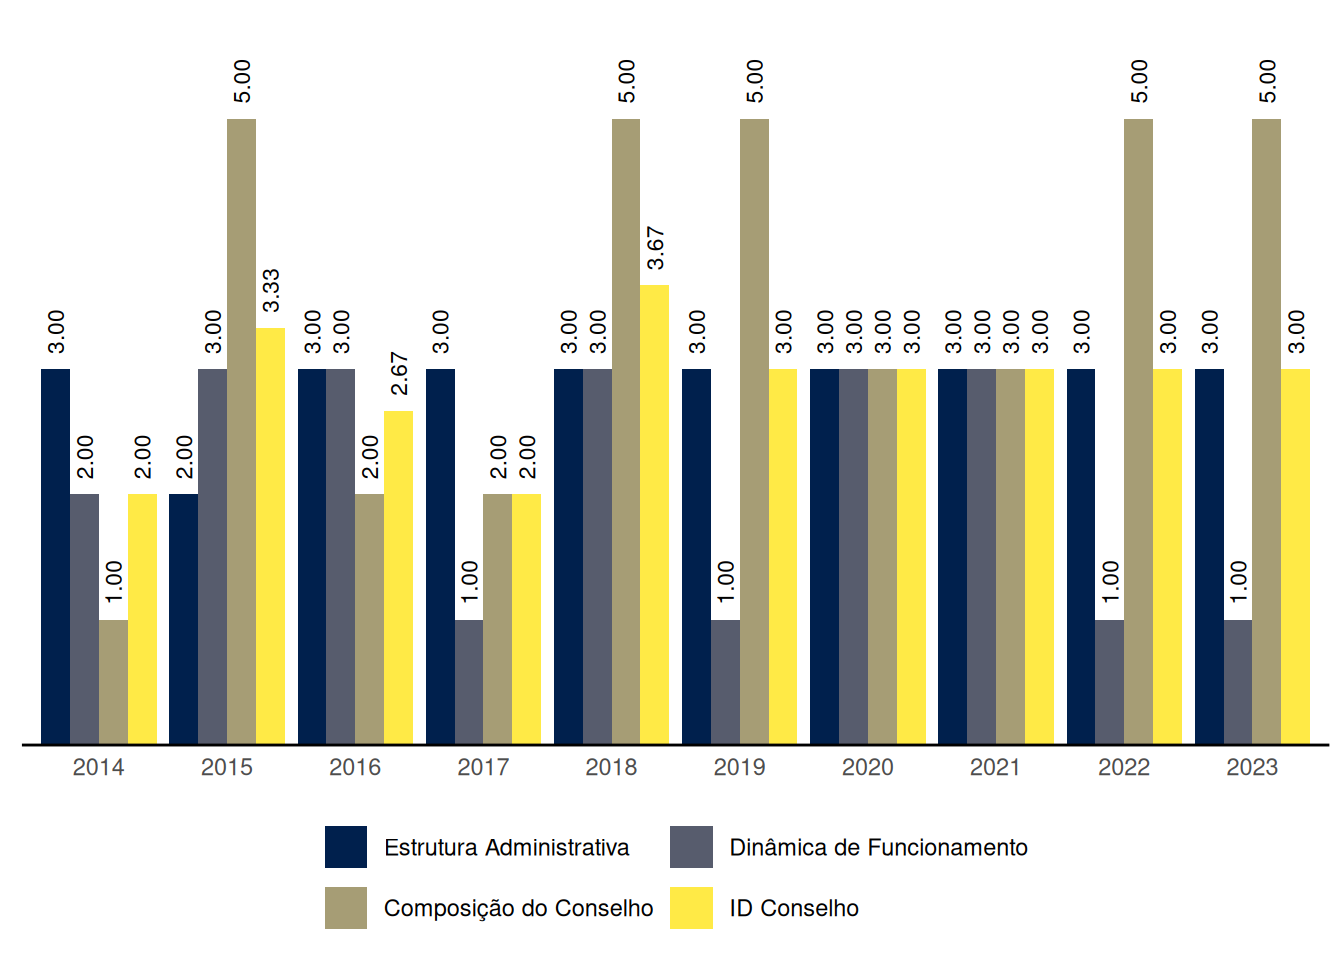 3.00 2.00 1.00 2.00 2.00 3.00 5.00 3.33 3.00 3.00 2.00 2.67 3.00 1.00 2.00 2.00 3.00 3.00 5.00 3.67 3.00 1.00 5.00 3.00 3.00 3.00 3.00 3.00 3.00 3.00 3.00 3.00 3.00 1.00 5.00 3.00 3.00 1.00 5.00 3.00
2014 2015 2016 2017 2018 2019 2020 2021 2022 2023
Estrutura Administrativa Dinâmica de Funcionamento
Composição do Conselho ID Conselho